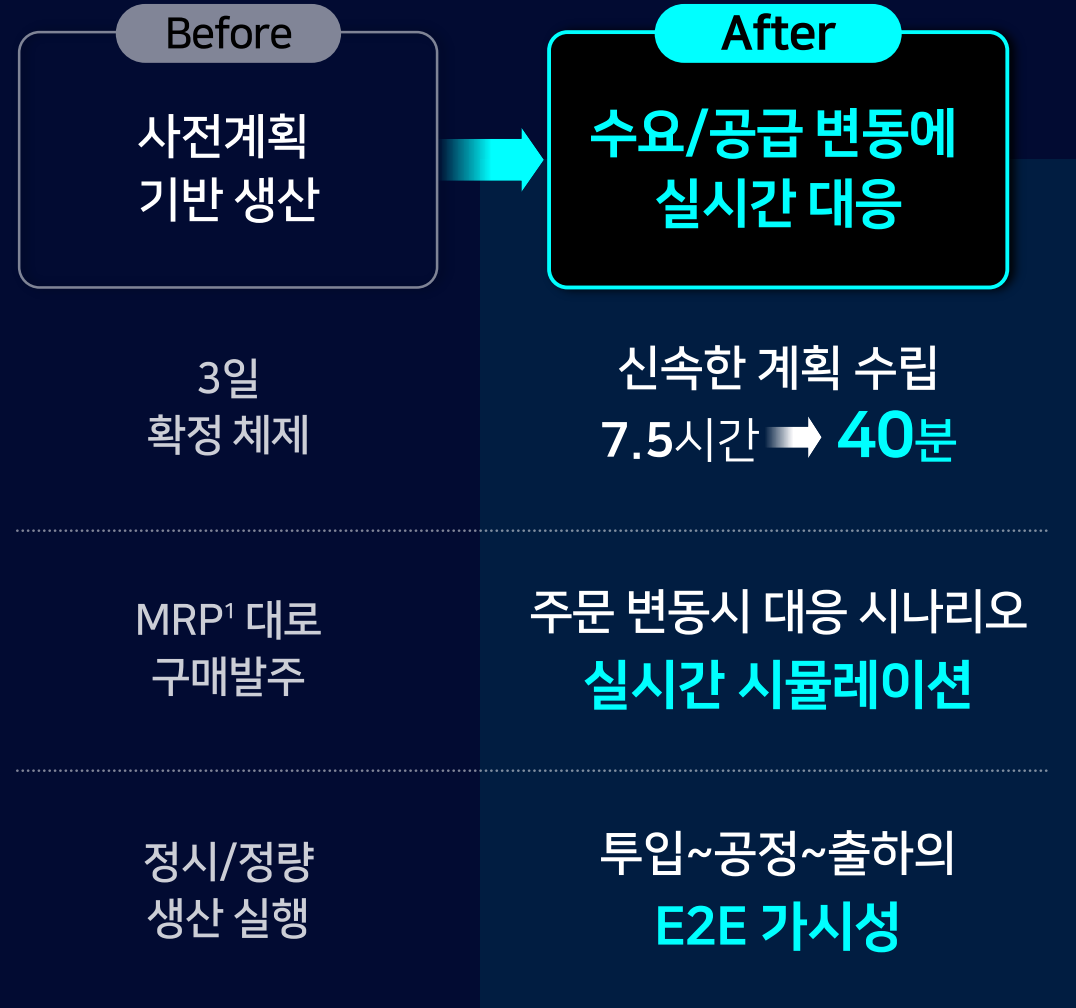 Before
After
사전계획
기반 생산
수요/공급 변동에
실시간 대응
3일
확정 체제
신속한 계획 수립
7.5시간 40분
MRP¹ 대로
구매발주
주문 변동시 대응 시나리오
실시간 시뮬레이션
정시/정량
생산 실행
투입~공정~출하의
E2E 가시성